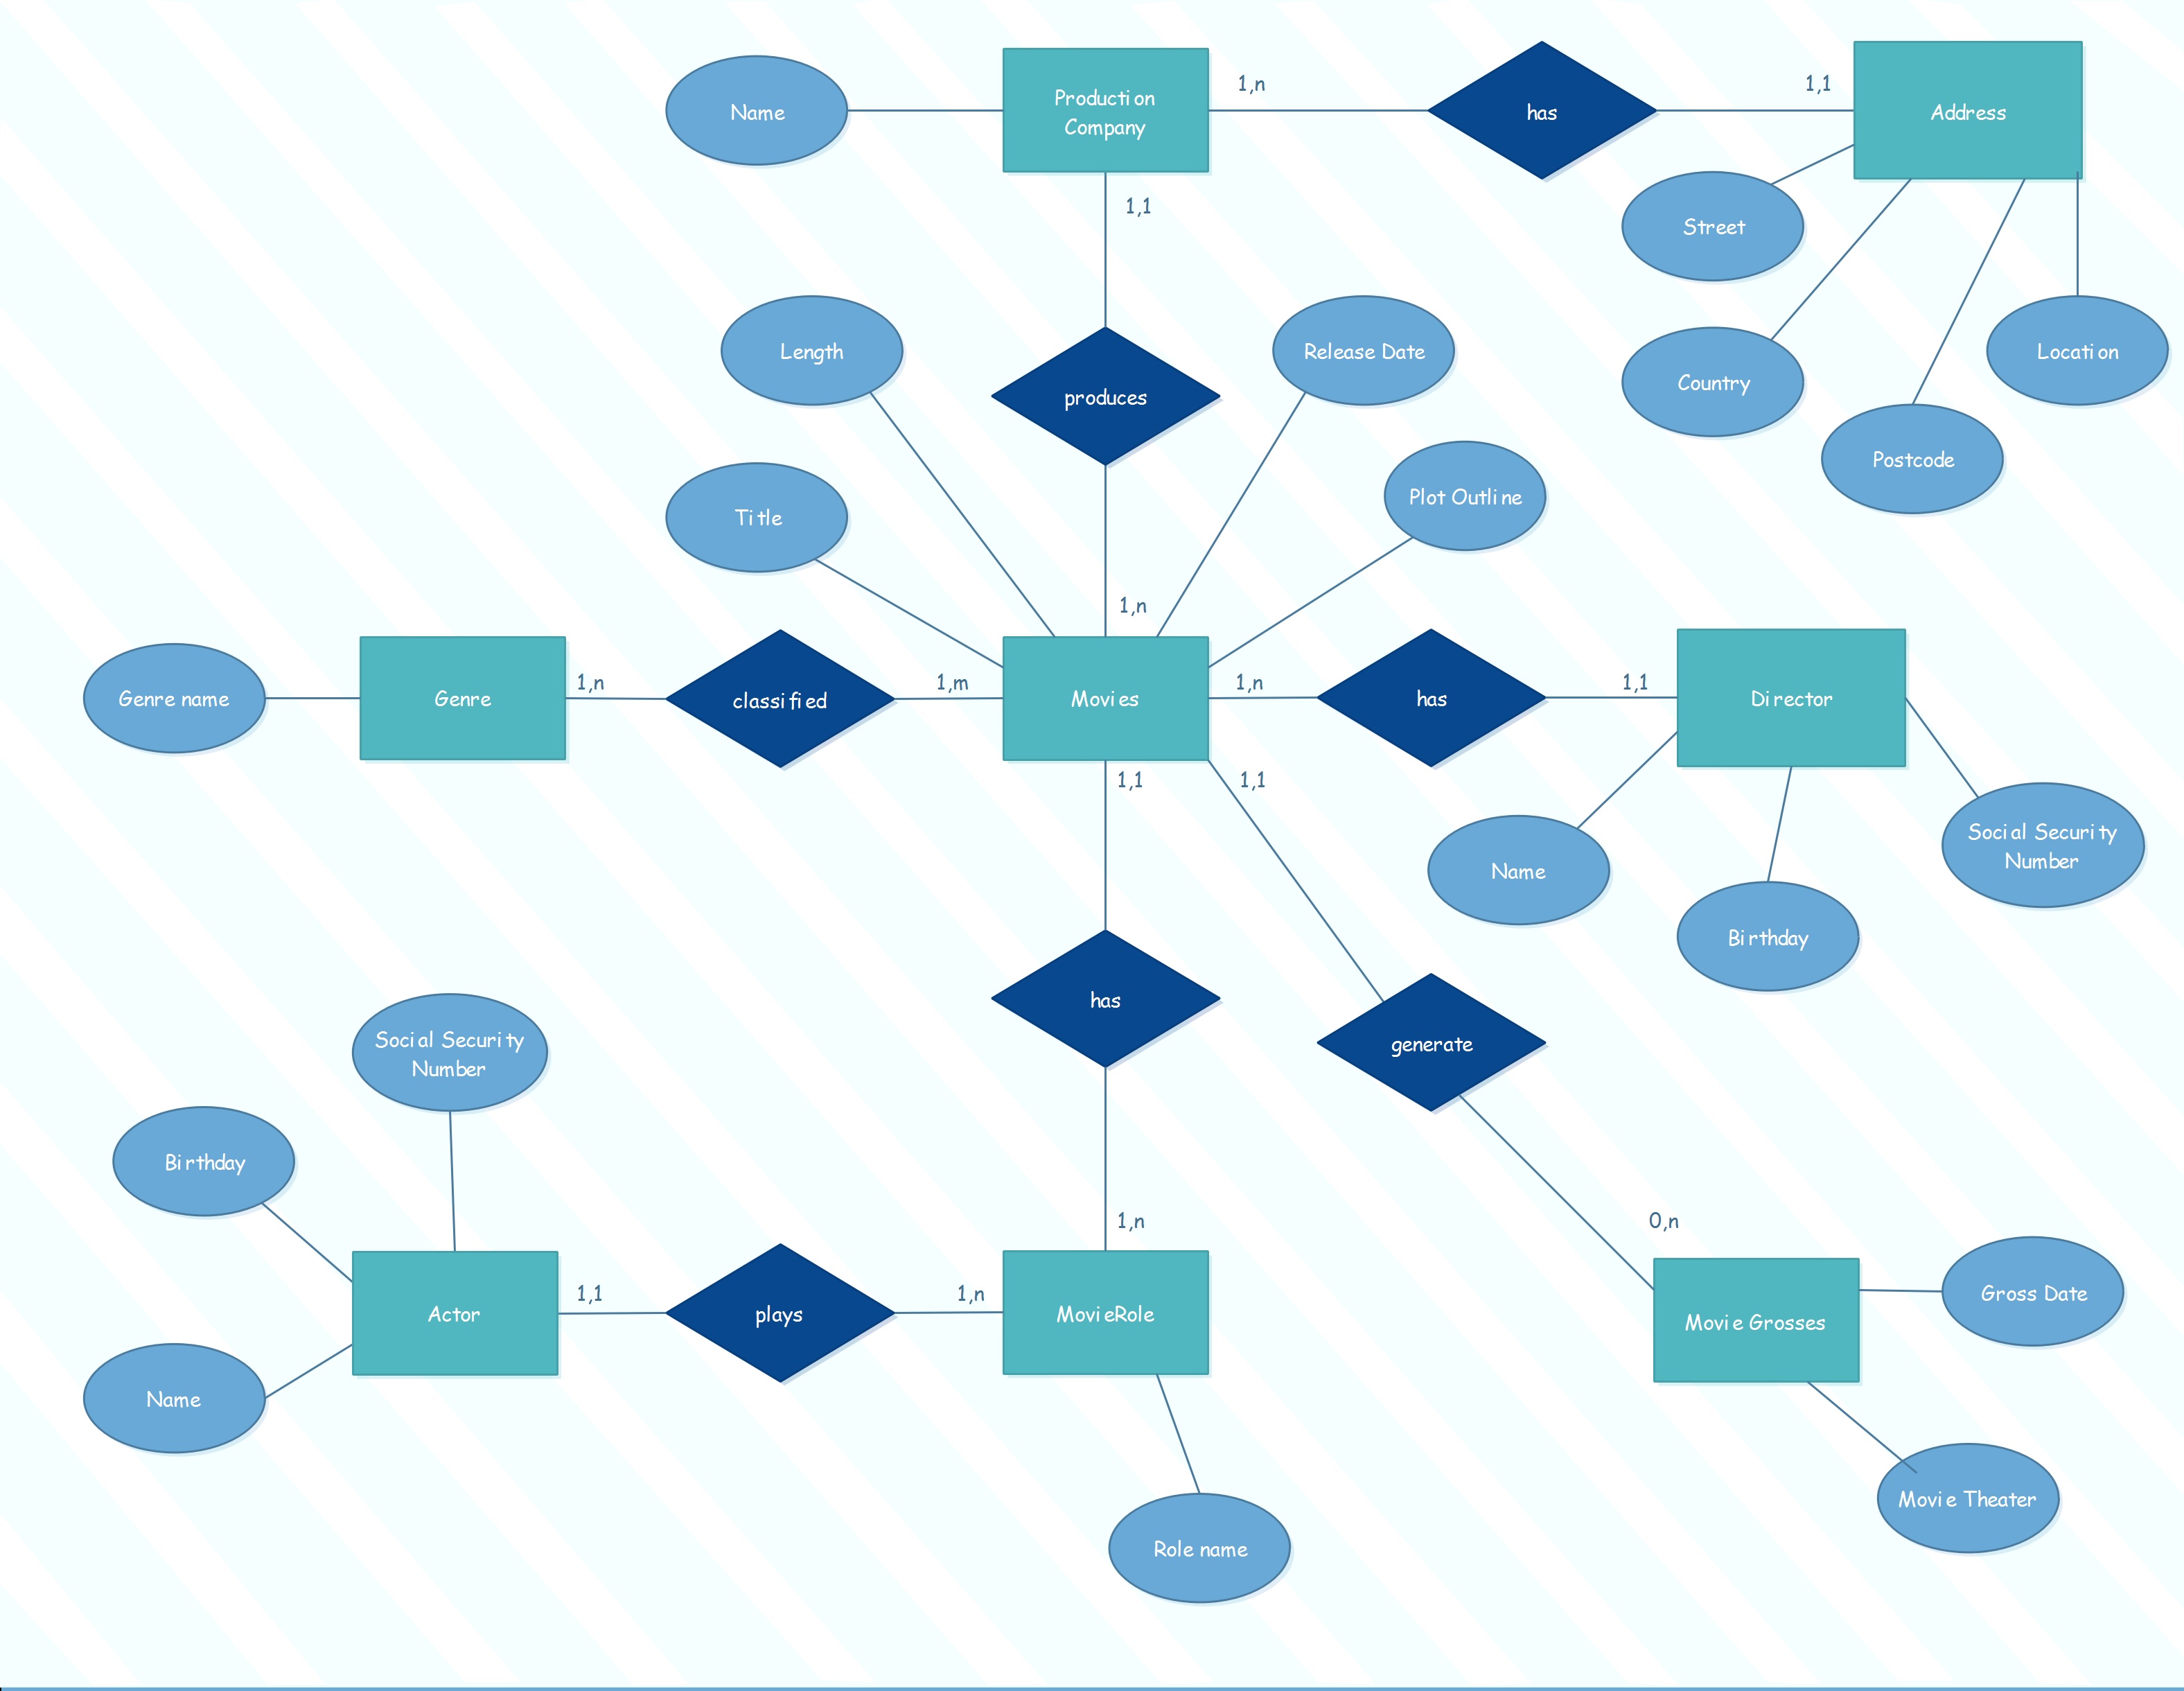 Name
Production
Company
1,n
has
1,1
Address
1,1
Street
Length
Release Date
Country
Location
produces
Postcode
Title
Plot Outline
1,n
Genre name
Genre
1,n
classified
1,m
Movies
1,n
has
1,1
Director
1,1
1,1
Name
Birthday
Social Security
Number
has
generate
Social Security
Number
Birthday
1,n
0,n
Actor
1,1
plays
1,n
MovieRole
Movie Grosses
Gross Date
Name
Role name
Movie Theater